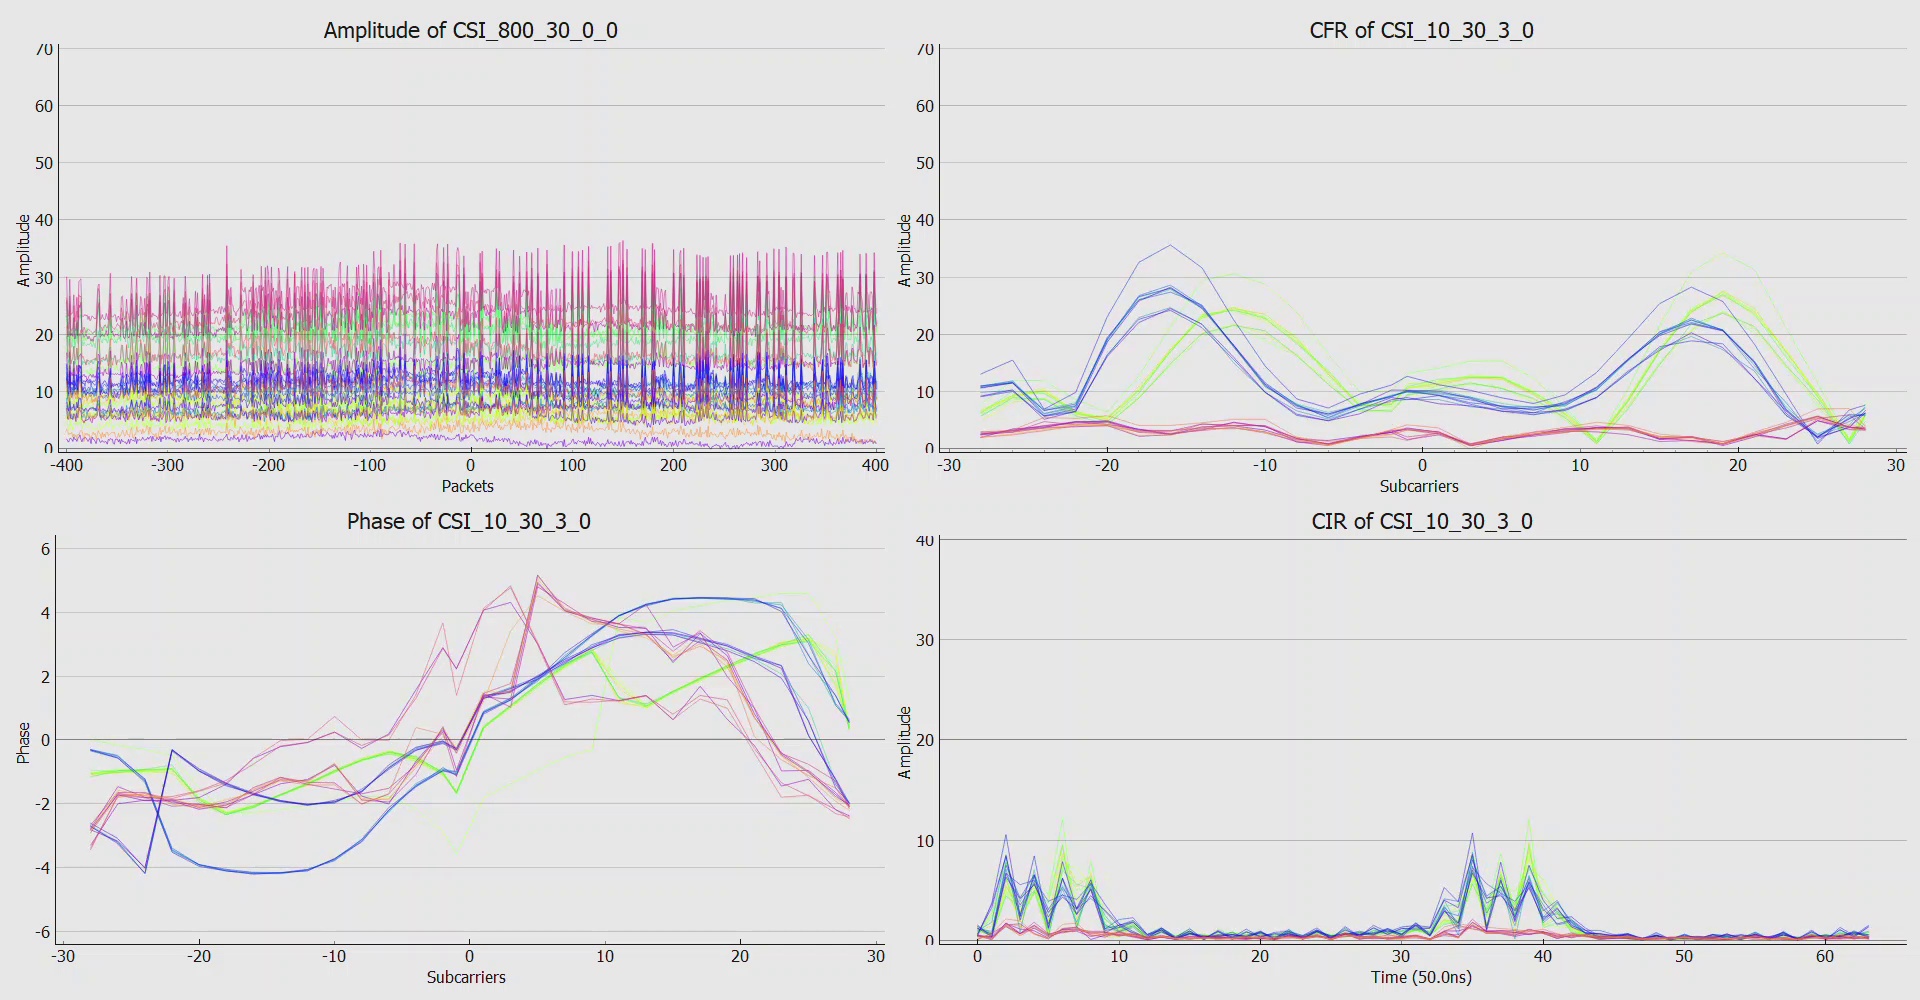 Amplitude of CSI_800_30_0_0
70
60
50
40
30
20
10
0
Amplitude
-400 -300 -200 -100 0 100 200 300 400
Packets
CFR of CSI_10_30_3_0
70
60
50
40
30
20
10
0
Amplitude
-30 -20 -10 0 10 20 30
Subcarriers
Phase of CSI_10_30_3_0
6
4
2
0
-2
-4
-6
Phase
-30 -20 -10 0 10 20 30
Subcarriers
CIR of CSI_10_30_3_0
40
30
20
10
0
Amplitude
0 10 20 30 40 50 60
Time (50.0ns)